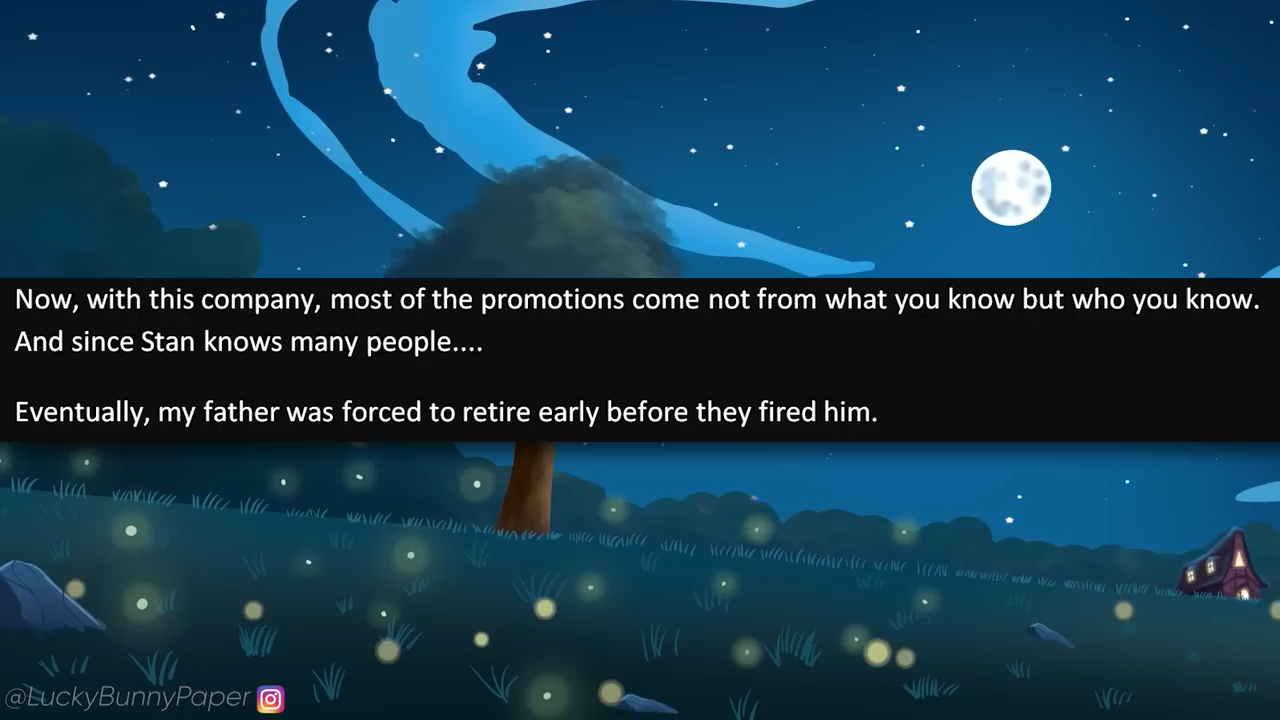 Now, with this company, most of the promotions come not from what you know but who you know.
And since Stan knows many people....
Eventually, my father was forced to retire early before they fired him.
@LuckyBunnyPaper